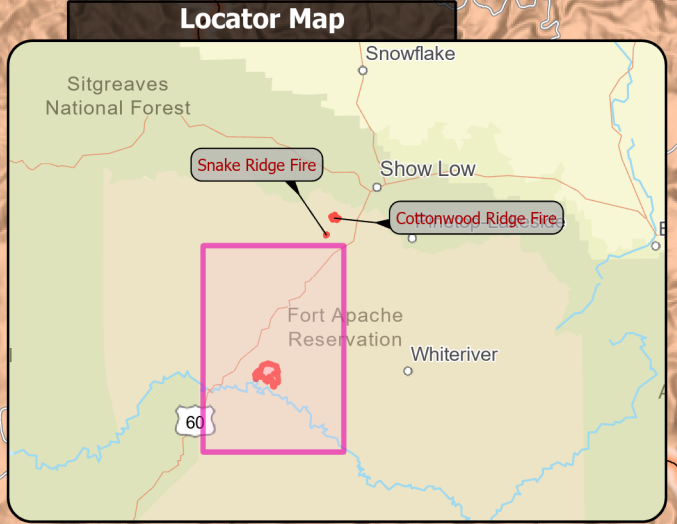 Locator Map
Snowflake
Sitgreaves
National Forest
Snake Ridge Fire
Show Low
Cottonwood Ridge Fire
Pinetop-Lakeside
Fort Apache
Reservation
Whiteriver
60